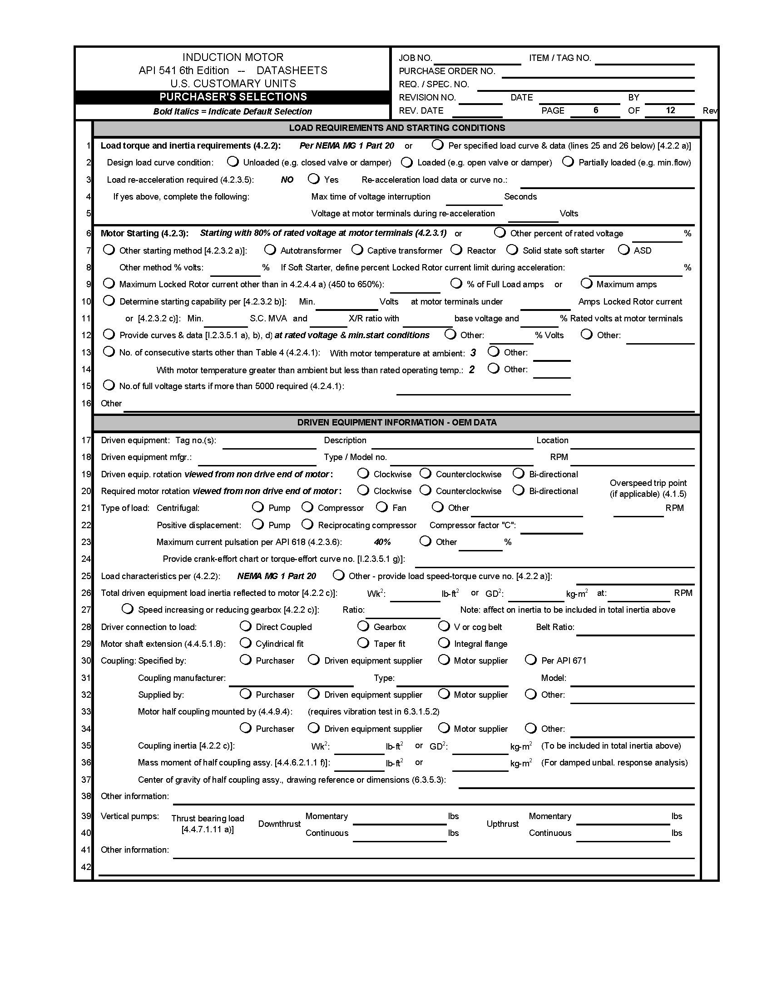 INDUCTION MOTOR
API 541 6th Edition -- DATASHEETS
U.S. CUSTOMARY UNITS
PURCHASER'S SELECTIONS
Bold Italics = Indicate Default Selection
JOB NO. ITEM / TAG NO.
PURCHASE ORDER NO.
REQ. / SPEC. NO.
REVISION NO. DATE BY
REV. DATE PAGE 6 OF 12 Rev
LOAD REQUIREMENTS AND STARTING CONDITIONS
1 Load torque and inertia requirements (4.2.2): Per NEMA MG 1 Part 20 or Per specified load curve & data (lines 25 and 26 below) [4.2.2 a)]
2 Design load curve condition: Unloaded (e.g. closed valve or damper) Loaded (e.g. open valve or damper) Partially loaded (e.g. min.flow)
3 Load re-acceleration required (4.2.3.5): NO Yes Re-acceleration load data or curve no.:
4 If yes above, complete the following: Max time of voltage interruption Seconds
5 Voltage at motor terminals during re-acceleration Volts
6 Motor Starting (4.2.3): Starting with 80% of rated voltage at motor terminals (4.2.3.1) or Other percent of rated voltage %
7 Other starting method [4.2.3.2 a)]: Autotransformer Captive transformer Reactor Solid state soft starter ASD
8 Other method % volts: % If Soft Starter, define percent Locked Rotor current limit during acceleration: %
9 Maximum Locked Rotor current other than in 4.2.4.4 a) (450 to 650%): % of Full Load amps or Maximum amps
10 Determine starting capability per [4.2.3.2 b)]: Min. Volts at motor terminals under Amps Locked Rotor current
11 or [4.2.3.2 c)]: Min. S.C. MVA and X/R ratio with base voltage and % Rated volts at motor terminals
12 Provide curves & data [I.2.3.5.1 a), b), d) at rated voltage & min.start conditions Other: % Volts Other:
13 No. of consecutive starts other than Table 4 (4.2.4.1): With motor temperature at ambient: 3 Other:
14 With motor temperature greater than ambient but less than rated operating temp.: 2 Other:
15 No.of full voltage starts if more than 5000 required (4.2.4.1):
16 Other
DRIVEN EQUIPMENT INFORMATION - OEM DATA
17 Driven equipment: Tag no.(s): Description Location
18 Driven equipment mfgr.: Type / Model no. RPM
19 Driven equip. rotation viewed from non drive end of motor: Clockwise Counterclockwise Bi-directional
Overspeed trip point
20 Required motor rotation viewed from non drive end of motor: Clockwise Counterclockwise Bi-directional
(if applicable) (4.1.5)
21 Type of load: Centrifugal: Pump Compressor Fan Other RPM
22 Positive displacement: Pump Reciprocating compressor Compressor factor "C":
23 Maximum current pulsation per API 618 (4.2.3.6): 40% Other %
24 Provide crank-effort chart or torque-effort curve no. [I.2.3.5.1 g)]:
25 Load characteristics per (4.2.2): NEMA MG 1 Part 20 Other - provide load speed-torque curve no. [4.2.2 a)]:
26 Total driven equipment load inertia reflected to motor [4.2.2 c)]: Wk²: lb-ft² or GD²: kg-m² at: RPM
27 Speed increasing or reducing gearbox [4.2.2 c)]: Ratio: Note: affect on inertia to be included in total inertia above
28 Driver connection to load: Direct Coupled Gearbox V or cog belt Belt Ratio:
29 Motor shaft extension (4.4.5.1.8): Cylindrical fit Taper fit Integral flange
30 Coupling: Specified by: Purchaser Driven equipment supplier Motor supplier Per API 671
31 Coupling manufacturer: Type: Model:
32 Supplied by: Purchaser Driven equipment supplier Motor supplier Other:
33 Motor half coupling mounted by (4.4.9.4): (requires vibration test in 6.3.1.5.2)
34 Purchaser Driven equipment supplier Motor supplier Other:
35 Coupling inertia [4.2.2 c)]: Wk²: lb-ft² or GD²: kg-m² (To be included in total inertia above)
36 Mass moment of half coupling assy. [4.4.6.2.1.1 f)]: lb-ft² or kg-m² (For damped unbal. response analysis)
37 Center of gravity of half coupling assy., drawing reference or dimensions (6.3.5.3):
38 Other information:
39 Vertical pumps: Thrust bearing load Downthrust Momentary lbs Upthrust Momentary lbs
40 [4.4.7.1.11 a)] Continuous lbs Continuous lbs
41 Other information:
42